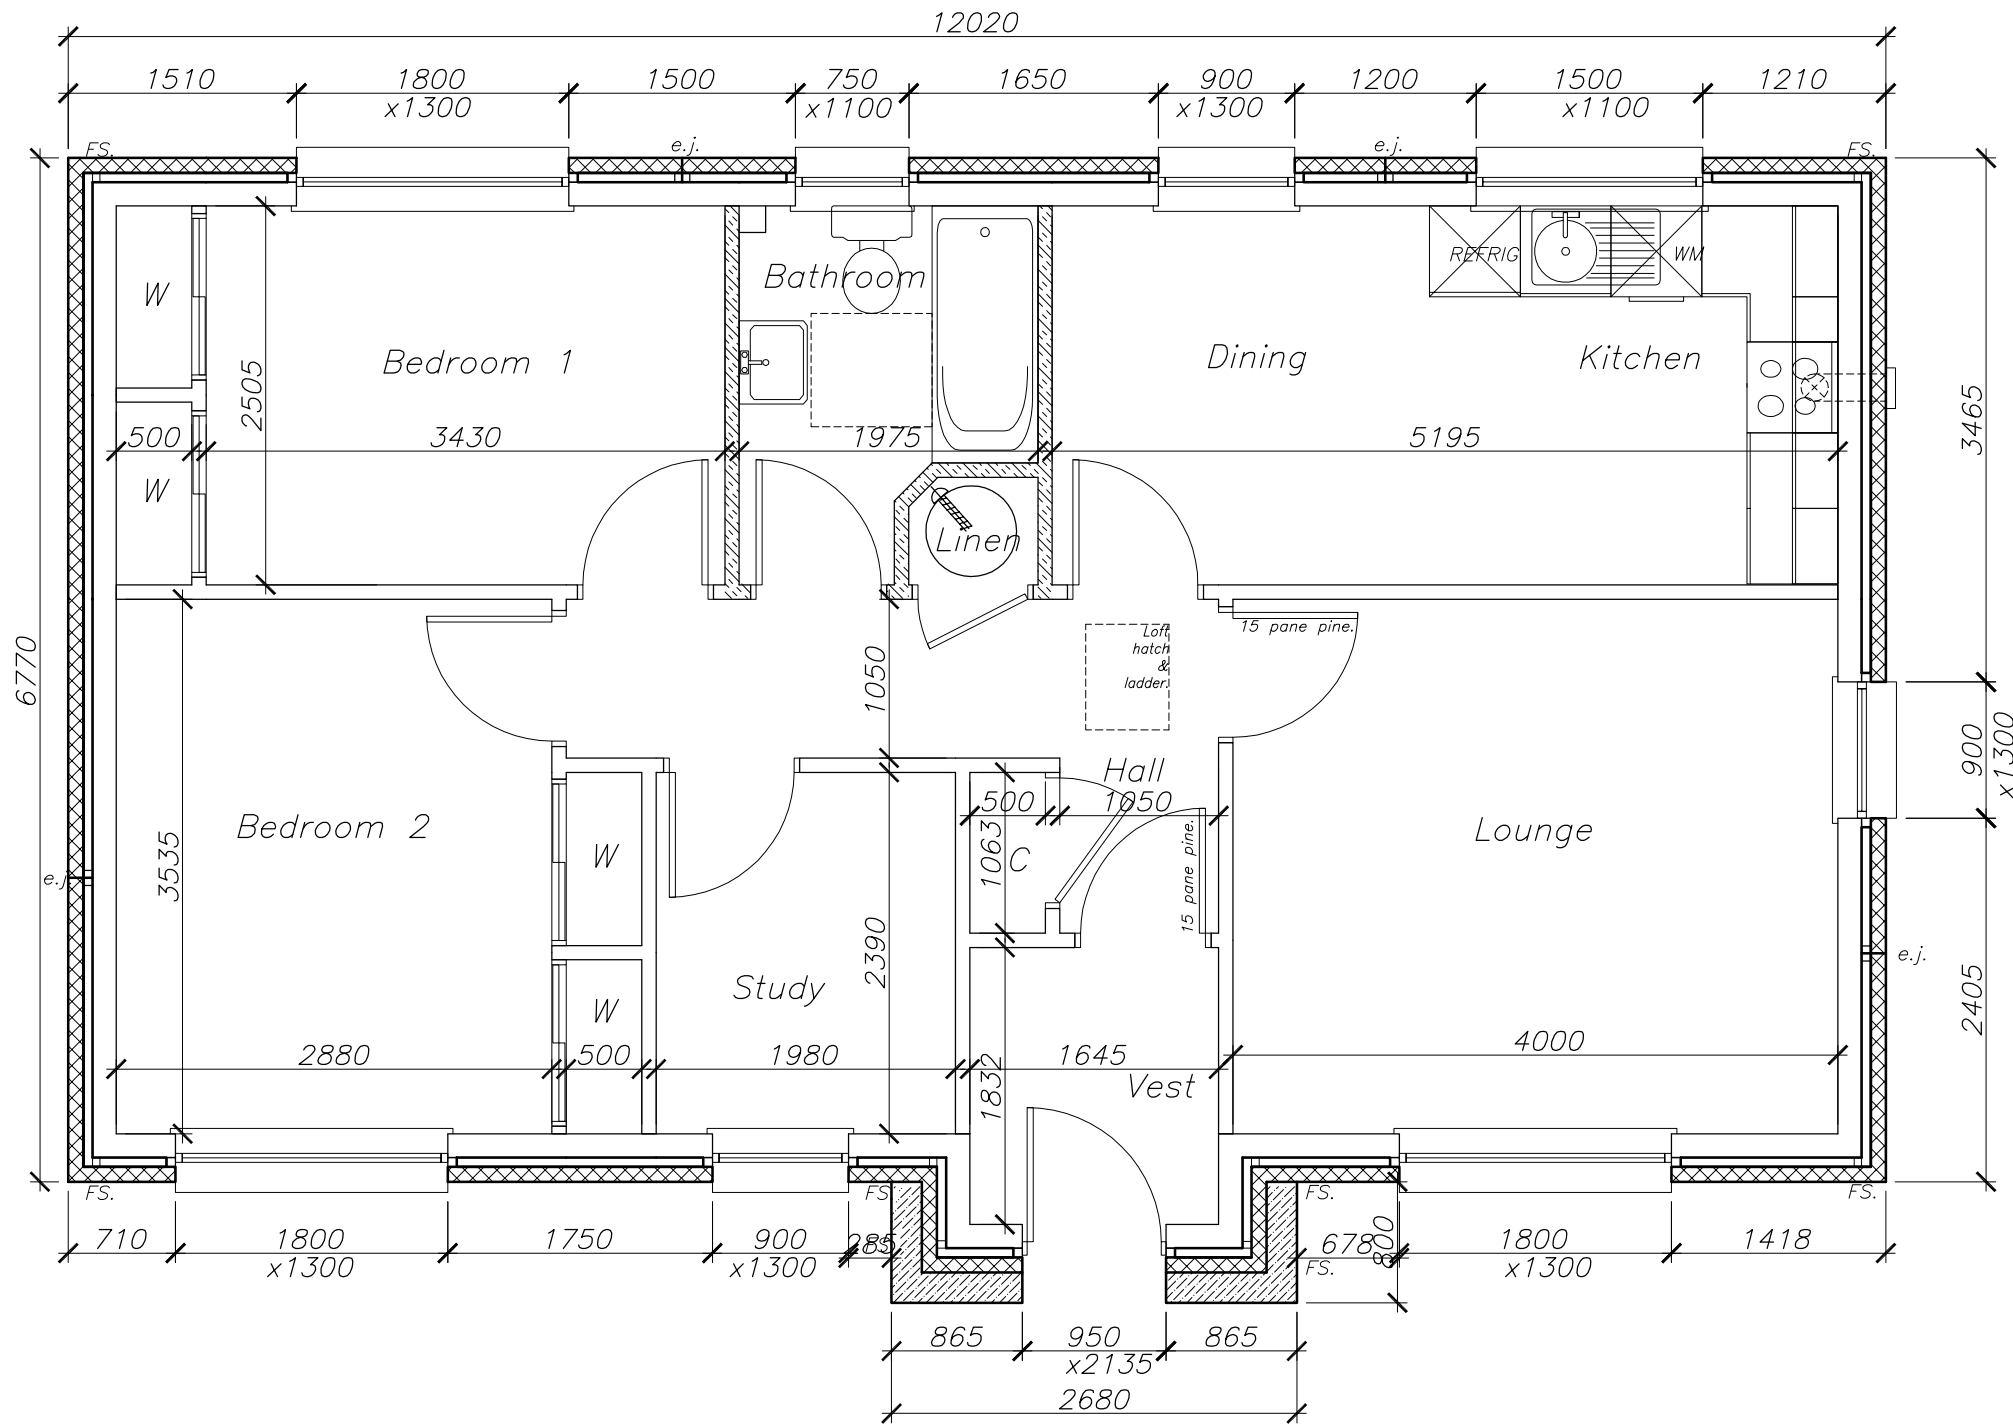 12020
1510
1800
x1300
1500
750
x1100
1650
900
x1300
1200
1500
x1100
1210
FS.
e.j.
e.j.
FS.
W
Bedroom 1
Bathroom
Dining
Kitchen
REFRIG
WM
2505
3465
500
3430
1975
5195
W
Linen
6770
1050
Loft
hatch
&
ladder.
15 pane pine.
900
x1300
Hall
500
1050
Bedroom 2
3535
W
1063
C
15 pane pine.
Lounge
e.j.
e.j.
W
Study
2390
2405
2880
500
1980
1645
4000
1832
Vest
FS.
FS.
FS.
FS.
710
1800
x1300
1750
900
x1300
285
FS.
678
FS.
800
1800
x1300
1418
865
950
x2135
865
2680